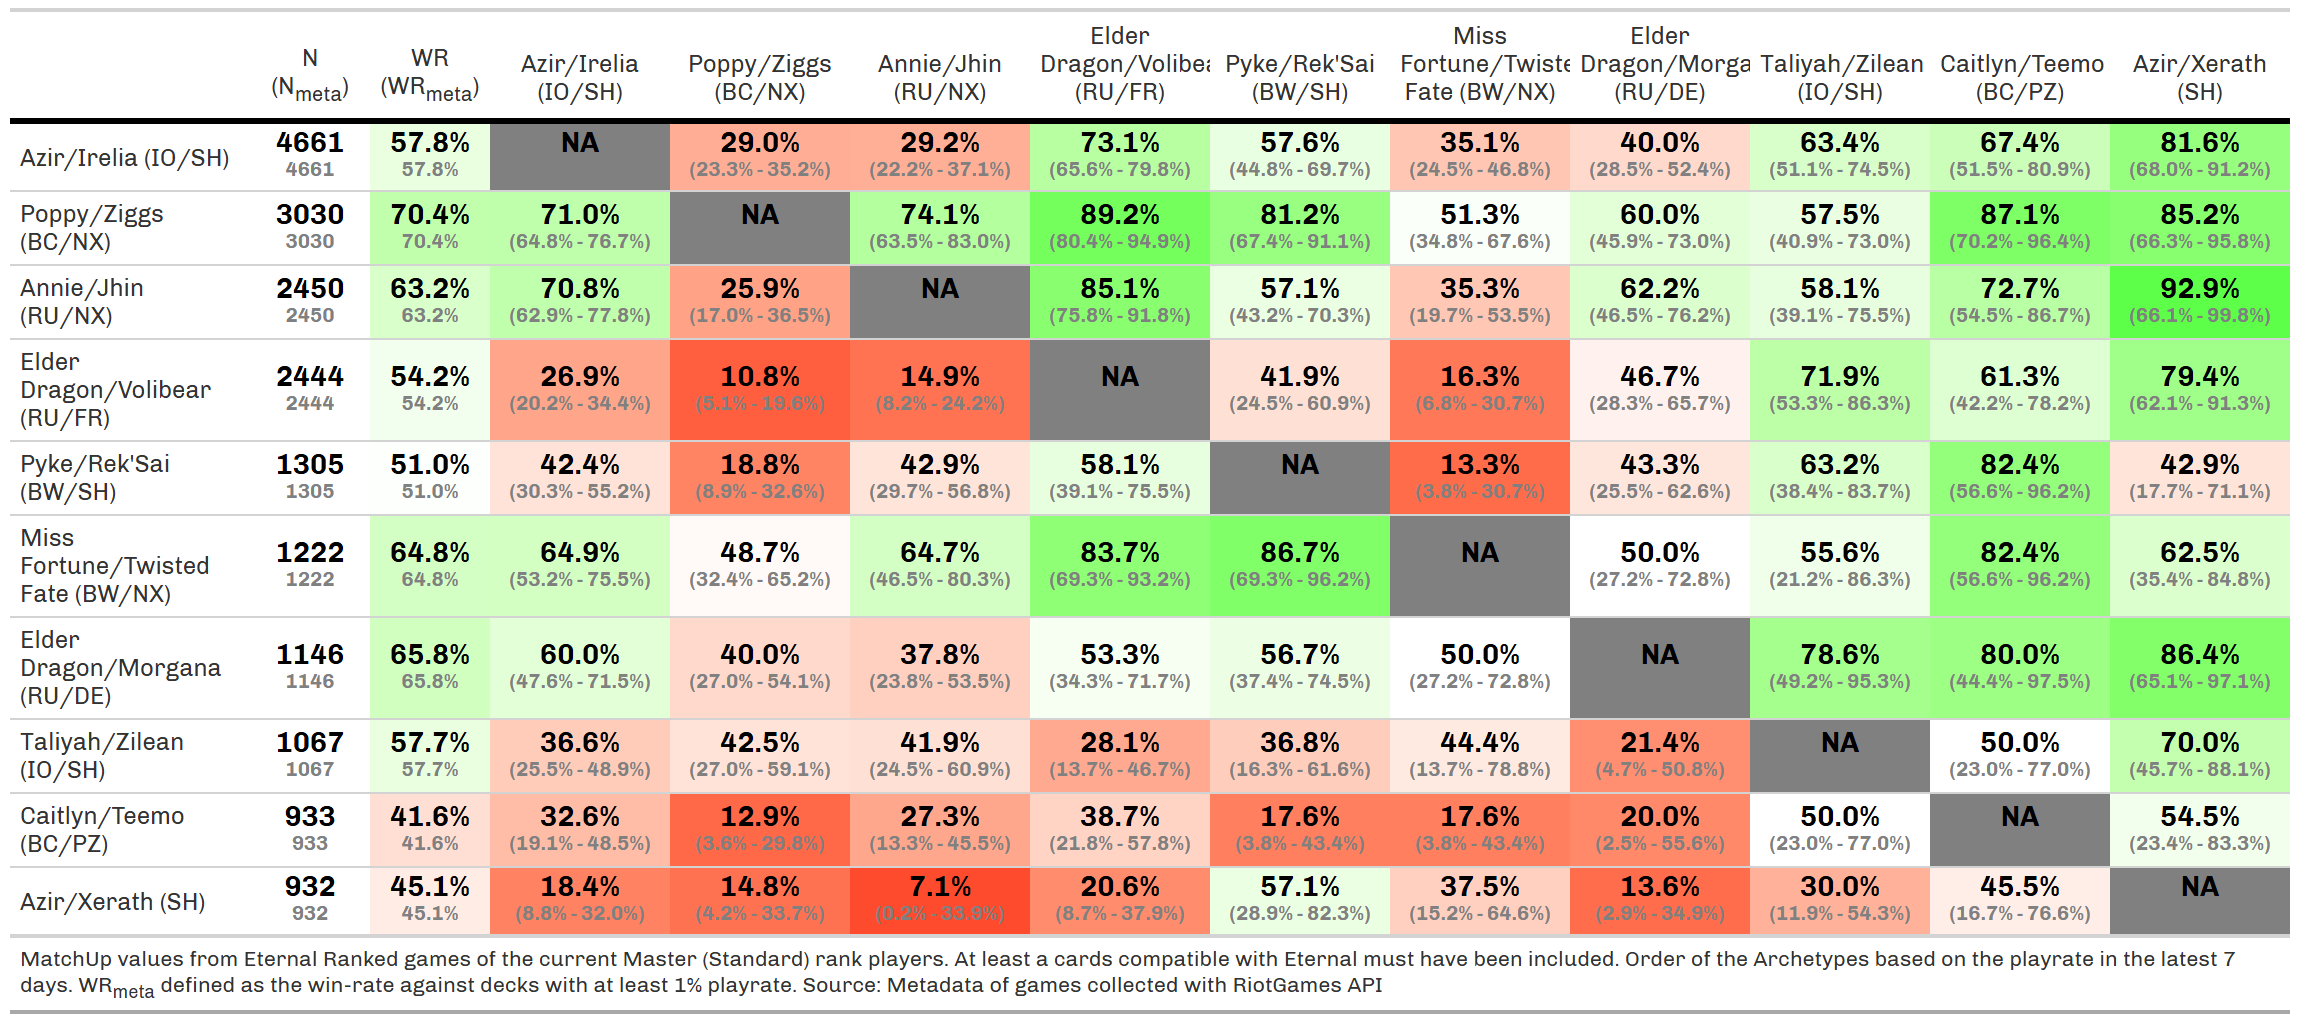 N (Nmeta) WR (WRmeta) Azir/Irelia (IO/SH) Poppy/Ziggs (BC/NX) Annie/Jhin (RU/NX) Elder Dragon/Volibea (RU/FR) Pyke/Rek'Sai (BW/SH) Miss Fortune/Twiste Fate (BW/NX) Elder Dragon/Morga (RU/DE) Taliyah/Zilean (IO/SH) Caitlyn/Teemo (BC/PZ) Azir/Xerath (SH)
Azir/Irelia (IO/SH) 4661 57.8% NA 29.0% 29.2% 73.1% 57.6% 35.1% 40.0% 63.4% 67.4% 81.6%
4661 57.8% (23.3% - 35.2%) (22.2% - 37.1%) (65.6% - 79.8%) (44.8% - 69.7%) (24.5% - 46.8%) (28.5% - 52.4%) (51.1% - 74.5%) (51.5% - 80.9%) (68.0% - 91.2%)
Poppy/Ziggs 3030 70.4% 71.0% NA 74.1% 89.2% 81.2% 51.3% 60.0% 57.5% 87.1% 85.2%
(BC/NX) 3030 70.4% (64.8% - 76.7%) (63.5% - 83.0%) (80.4% - 94.9%) (67.4% - 91.1%) (34.8% - 67.6%) (45.9% - 73.0%) (40.9% - 73.0%) (70.2% - 96.4%) (66.3% - 95.8%)
Annie/Jhin 2450 63.2% 70.8% 25.9% NA 85.1% 57.1% 35.3% 62.2% 58.1% 72.7% 92.9%
(RU/NX) 2450 63.2% (62.9% - 77.8%) (17.0% - 36.5%) (75.8% - 91.8%) (43.2% - 70.3%) (19.7% - 53.5%) (46.5% - 76.2%) (39.1% - 75.5%) (54.5% - 86.7%) (66.1% - 99.8%)
Elder
Dragon/Volibear 2444 54.2% 26.9% 10.8% 14.9% NA 41.9% 16.3% 46.7% 71.9% 61.3% 79.4%
(RU/FR) 2444 54.2% (20.2% - 34.4%) (5.1% - 19.6%) (8.2% - 24.2%) (24.5% - 60.9%) (6.8% - 30.7%) (28.3% - 65.7%) (53.3% - 86.3%) (42.2% - 78.2%) (62.1% - 91.3%)
Pyke/Rek'Sai 1305 51.0% 42.4% 18.8% 42.9% 58.1% NA 13.3% 43.3% 63.2% 82.4% 42.9%
(BW/SH) 1305 51.0% (30.3% - 55.2%) (8.9% - 32.6%) (29.7% - 56.8%) (39.1% - 75.5%) (3.8% - 30.7%) (25.5% - 62.6%) (38.4% - 83.7%) (56.6% - 96.2%) (17.7% - 71.1%)
Miss
Fortune/Twisted 1222 64.8% 64.9% 48.7% 64.7% 83.7% 86.7% NA 50.0% 55.6% 82.4% 62.5%
Fate (BW/NX) 1222 64.8% (53.2% - 75.5%) (32.4% - 65.2%) (46.5% - 80.3%) (69.3% - 93.2%) (69.3% - 96.2%) (27.2% - 72.8%) (21.2% - 86.3%) (56.6% - 96.2%) (35.4% - 84.8%)
Elder
Dragon/Morgana 1146 65.8% 60.0% 40.0% 37.8% 53.3% 56.7% 50.0% NA 78.6% 80.0% 86.4%
(RU/DE) 1146 65.8% (47.6% - 71.5%) (27.0% - 54.1%) (23.8% - 53.5%) (34.3% - 71.7%) (37.4% - 74.5%) (27.2% - 72.8%) (49.2% - 95.3%) (44.4% - 97.5%) (65.1% - 97.1%)
Taliyah/Zilean 1067 57.7% 36.6% 42.5% 41.9% 28.1% 36.8% 44.4% 21.4% NA 50.0% 70.0%
(IO/SH) 1067 57.7% (25.5% - 48.9%) (27.0% - 59.1%) (24.5% - 60.9%) (13.7% - 46.7%) (16.3% - 61.6%) (13.7% - 78.8%) (4.7% - 50.8%) (23.0% - 77.0%) (45.7% - 88.1%)
Caitlyn/Teemo 933 41.6% 32.6% 12.9% 27.3% 38.7% 17.6% 17.6% 20.0% 50.0% NA 54.5%
(BC/PZ) 933 41.6% (19.1% - 48.5%) (3.6% - 29.8%) (13.3% - 45.5%) (21.8% - 57.8%) (3.8% - 43.4%) (3.8% - 43.4%) (2.5% - 55.6%) (23.0% - 77.0%) (23.4% - 83.3%)
Azir/Xerath (SH) 932 45.1% 18.4% 14.8% 7.1% 20.6% 57.1% 37.5% 13.6% 30.0% 45.5% NA
932 45.1% (8.8% - 32.0%) (4.2% - 33.7%) (0.2% - 33.9%) (8.7% - 37.9%) (28.9% - 82.3%) (15.2% - 64.6%) (2.9% - 34.9%) (11.9% - 54.3%) (16.7% - 76.6%)
MatchUp values from Eternal Ranked games of the current Master (Standard) rank players. At least a cards compatible with Eternal must have been included. Order of the Archetypes based on the playrate in the latest 7
days. WRmeta defined as the win-rate against decks with at least 1% playrate. Source: Metadata of games collected with RiotGames API